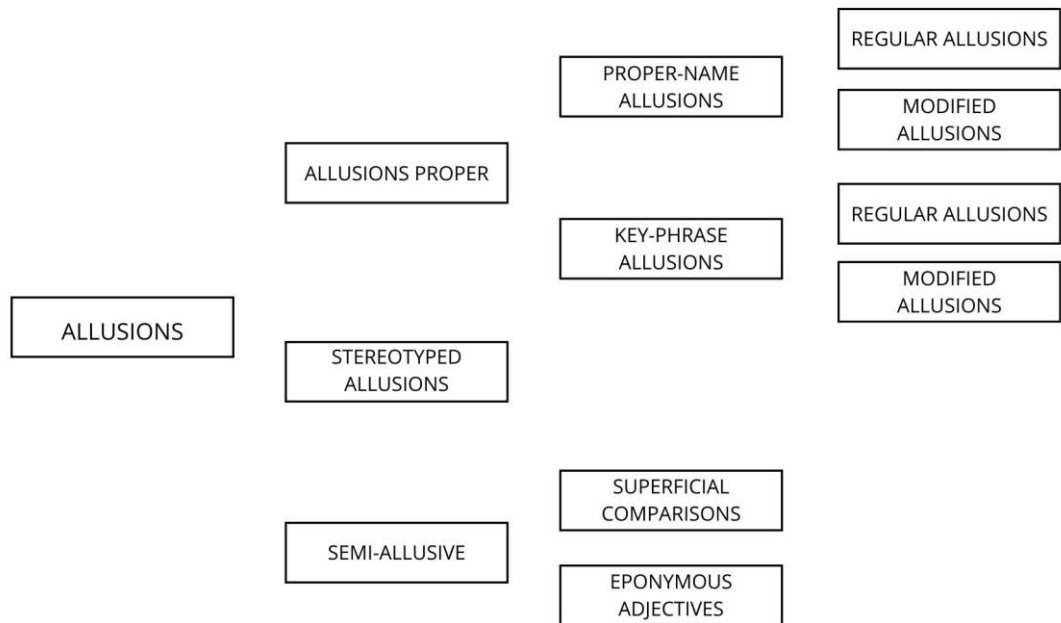 REGULAR ALLUSIONS
PROPER-NAME
ALLUSIONS
MODIFIED
ALLUSIONS
ALLUSIONS PROPER
REGULAR ALLUSIONS
KEY-PHRASE
ALLUSIONS
MODIFIED
ALLUSIONS
ALLUSIONS
STEREOTYPED
ALLUSIONS
SUPERFICIAL
COMPARISONS
SEMI-ALLUSIVE
EPONYMOUS
ADJECTIVES